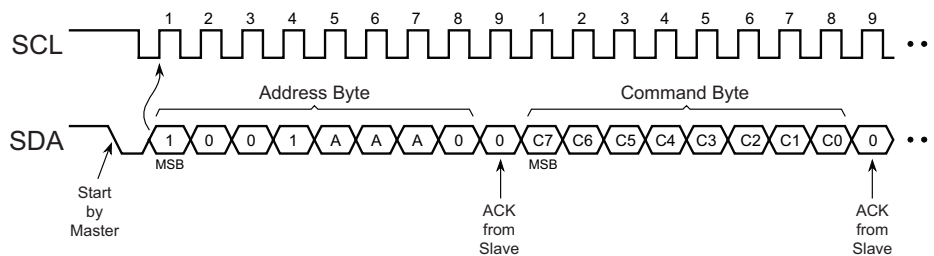 1 2 3 4 5 6 7 8 9 1 2 3 4 5 6 7 8 9
SCL
Address Byte Command Byte
SDA 1 0 0 1 A A A 0 0 C7 C6 C5 C4 C3 C2 C1 C0 0
MSB MSB
Start
by
Master
ACK
from
Slave
ACK
from
Slave